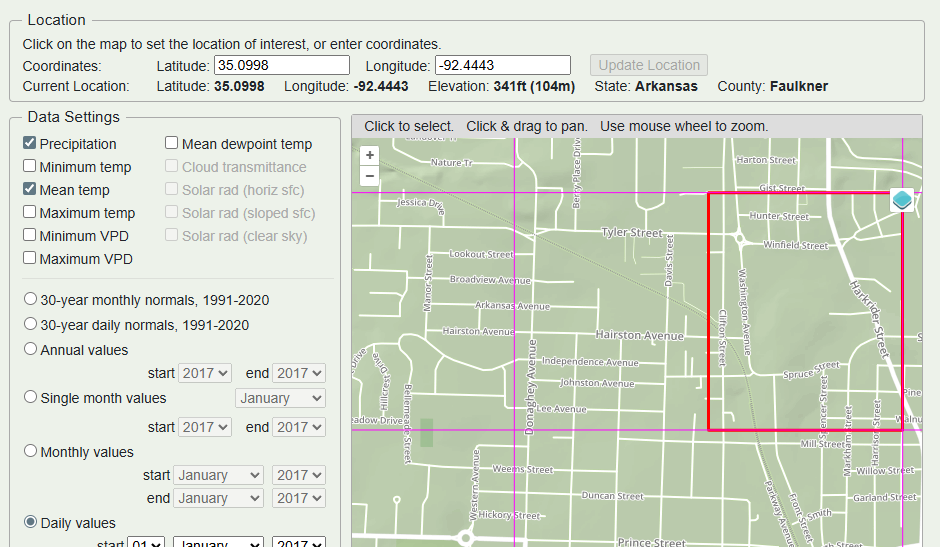 Location
Click on the map to set the location of interest, or enter coordinates.
Coordinates: Latitude: 35.0998 Longitude: -92.4443 Update Location
Current Location: Latitude: 35.0998 Longitude: -92.4443 Elevation: 341ft (104m) State: Arkansas County: Faulkner
Data Settings
Precipitation Mean dewpoint temp
Minimum temp Cloud transmittance
Mean temp Solar rad (horiz sfc)
Maximum temp Solar rad (sloped sfc)
Minimum VPD Solar rad (clear sky)
Maximum VPD
30-year monthly normals, 1991-2020
30-year daily normals, 1991-2020
Annual values
start 2017 end 2017
Single month values January
start 2017 end 2017
Monthly values
start January 2017
end January 2017
Daily values
start 01 January 2017
Click to select. Click & drag to pan. Use mouse wheel to zoom.
+
−
Nature Tr
Berry Place Drive
Harton Street
Gist Street
Jessica Drive
Hunter Street
Tyler Street
Winfield Street
Lookout Street
Davis Street
Manor Street
Broadview Avenue
Washington Avenue
Harkrider Street
Arkansas Avenue
Clifton Street
Hairston Avenue
Hairston Avenue
Donaghey Avenue
Independence Avenue
Spruce Street
Hillcrest Drive
Johnston Avenue
Bellemeade Street
Spencer Street
Pine
Lee Avenue
Markham Street
Harrison Street
eadow Drive
Walnu
Mill Street
Weems Street
Willow Street
Western Avenue
Parkway Avenue
Duncan Street
Front Street
Garland Street
Hickory Street
Smith
Prince Street